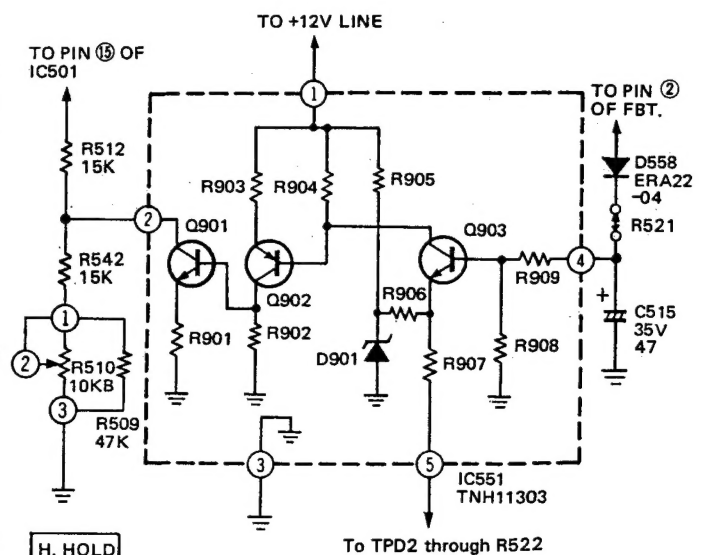 TO +12V LINE
TO PIN ⑮ OF
IC501
①
TO PIN ②
OF FBT.
R512
15K
R903
R904
R905
D558
ERA22
-04
②
Q901
Q903
R521
R542
15K
R909
④
Q902
R906
+
C515
35V
47
①
②
R510
10KB
R901
R902
D901
R907
R908
③
R509
47K
③
⑤
IC551
TNH11303
H. HOLD
To TPD2 through R522